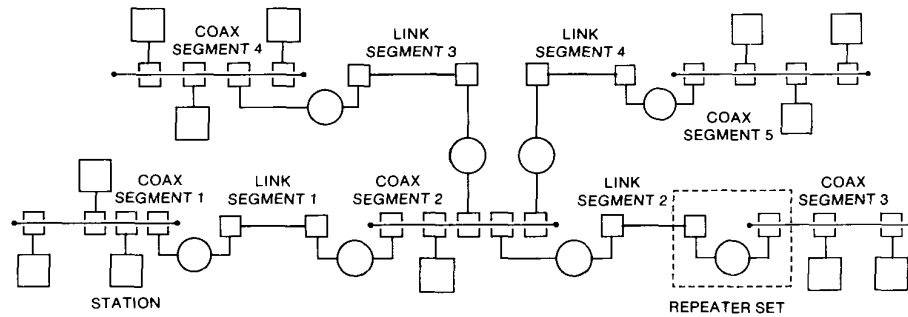 COAX
SEGMENT 4
LINK
SEGMENT 3
LINK
SEGMENT 4
COAX
SEGMENT 5
COAX
SEGMENT 1
LINK
SEGMENT 1
COAX
SEGMENT 2
LINK
SEGMENT 2
COAX
SEGMENT 3
STATION
REPEATER SET